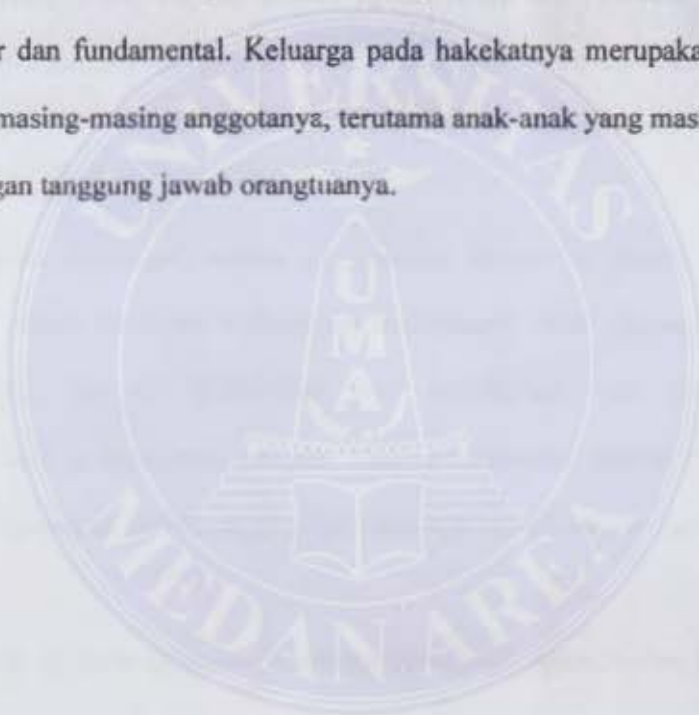 r dan fundamental. Keluarga pada hakekatnya merupaka
masing-masing anggotanya, terutama anak-anak yang mas
gan tanggung jawab orangtuanya.
UNIVERSITAS
UMA
MEDAN AREA